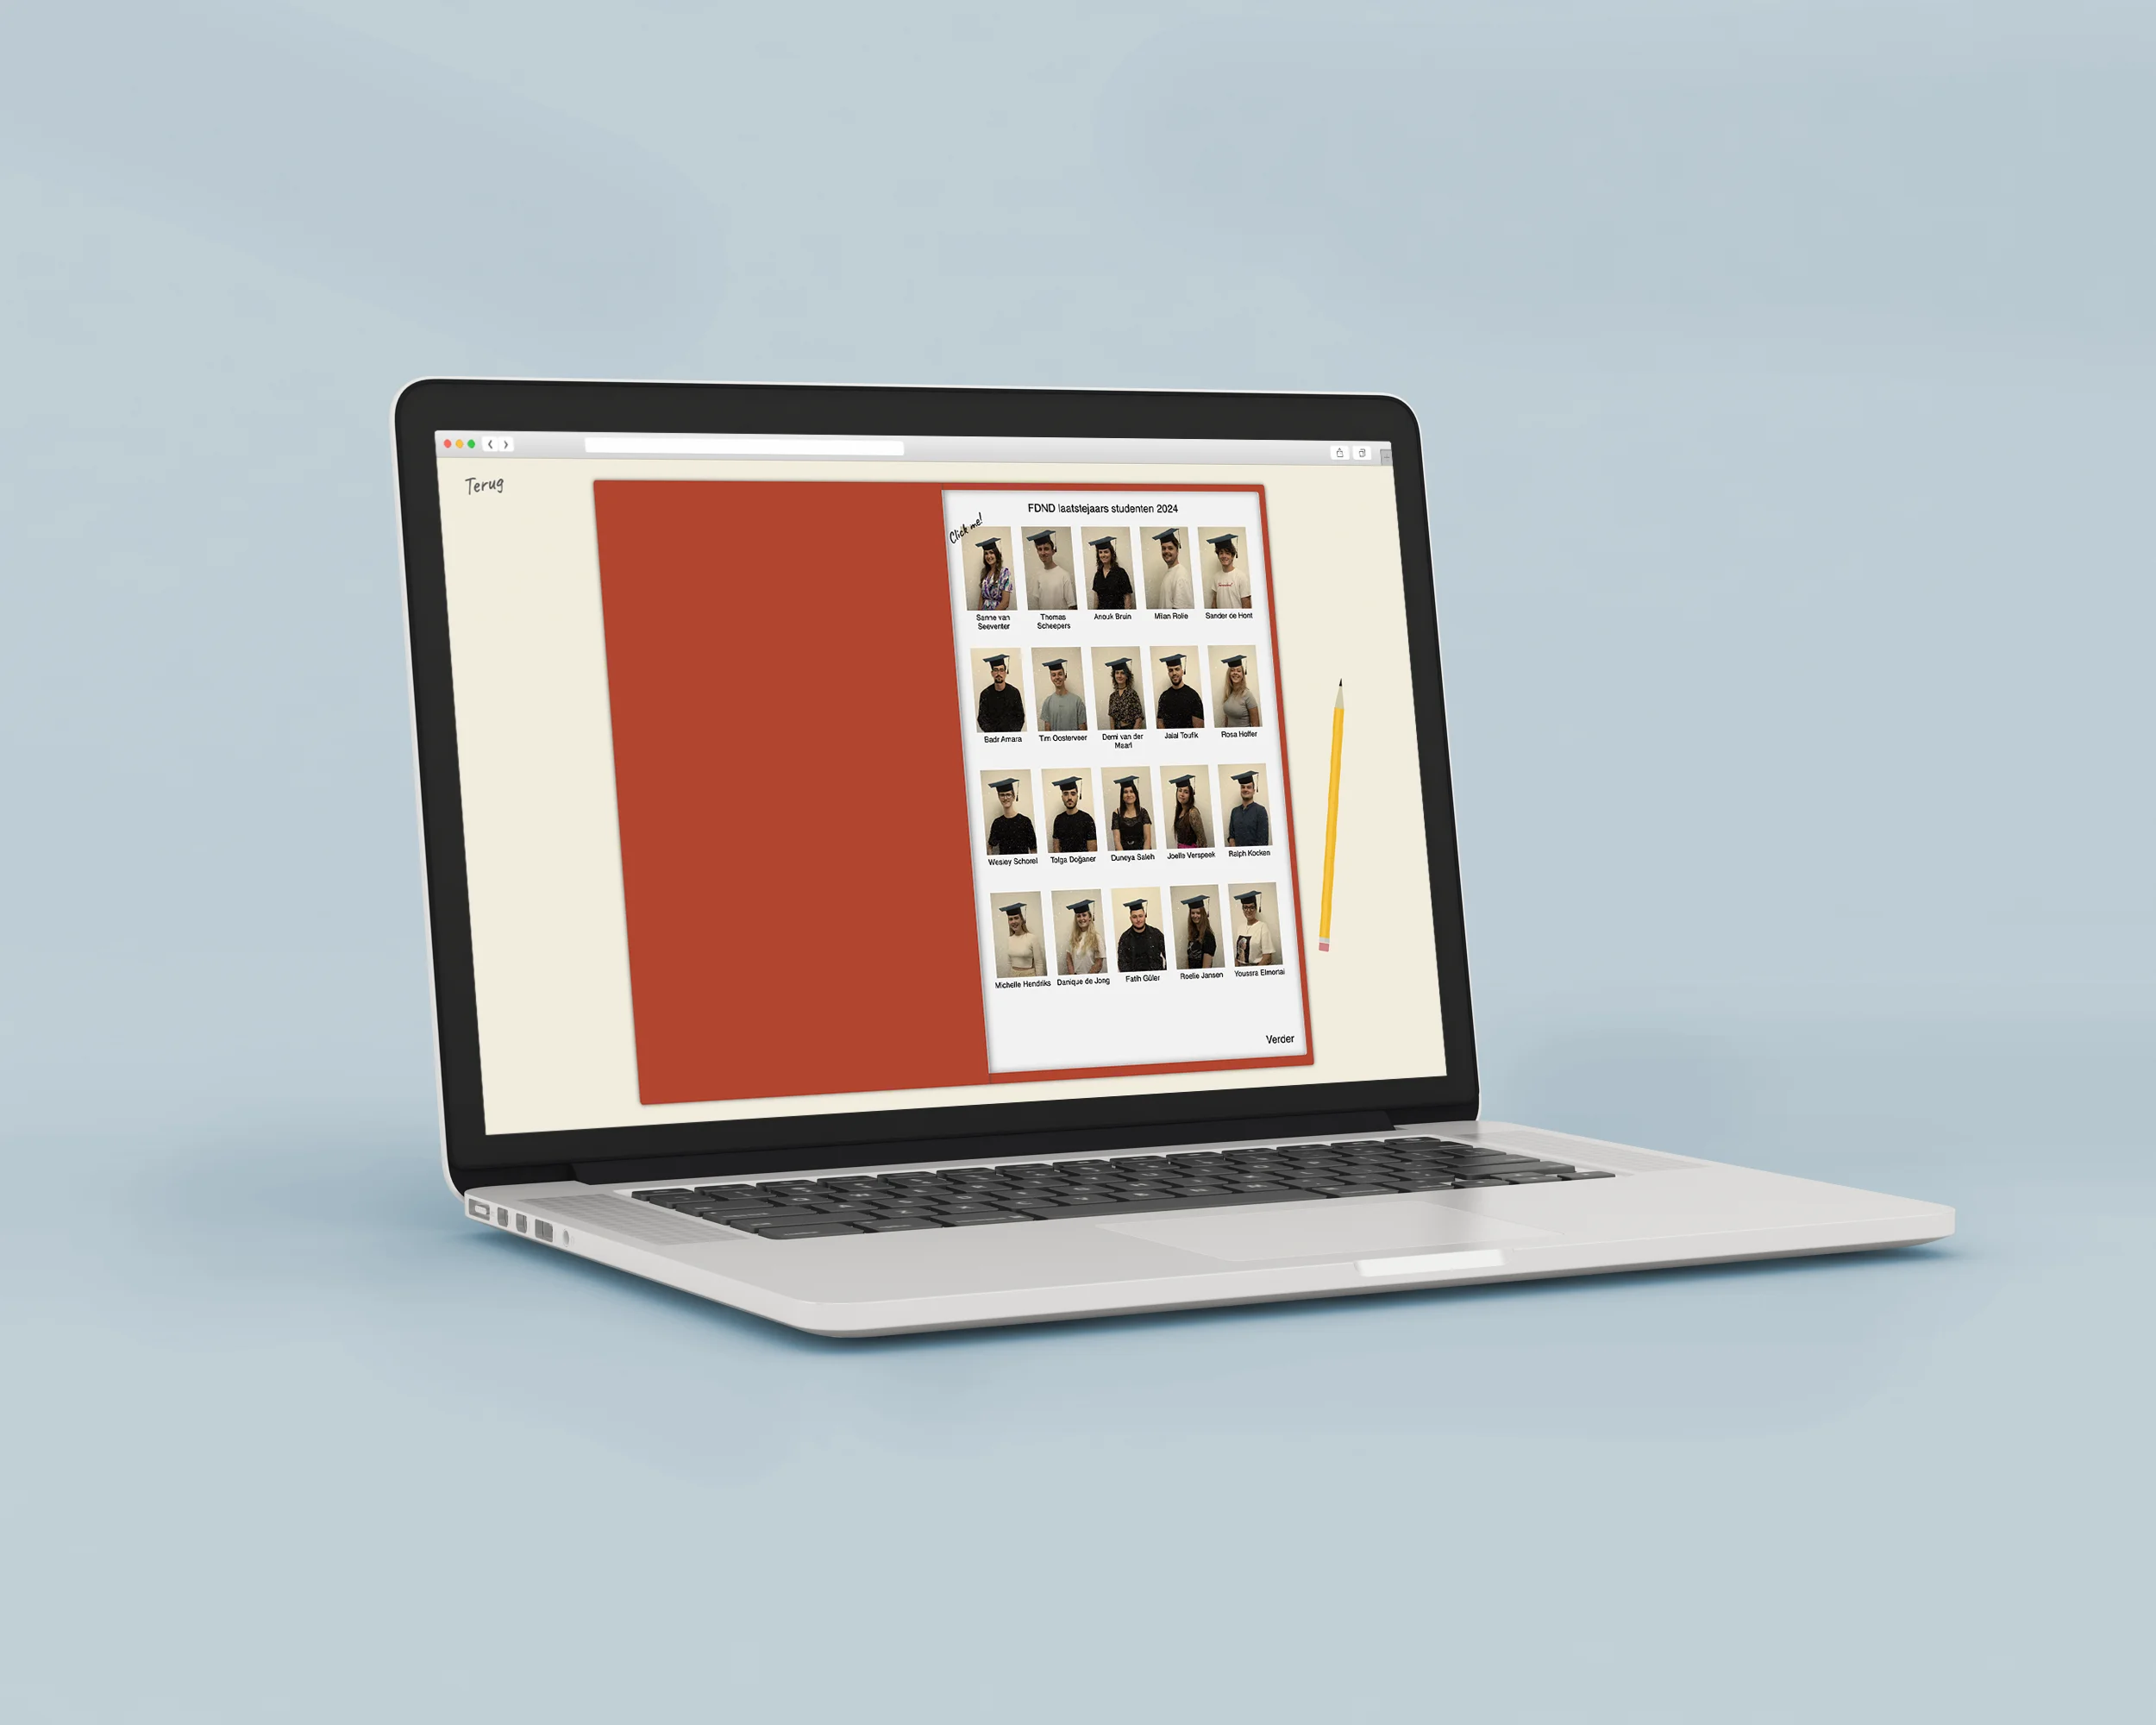 Terug
FDND laatstejaars studenten 2024
Click me!
Sanne van
Seeventer
Thomas
Scheepers
Anouk Bruin
Milan Rolle
Sander de Hont
Badr Amara
Tim Oosterveer
Demi van der
Maarl
Jalal Toufik
Rosa Hoffer
Wesley Schorel
Tolga Doğaner
Duneya Saleh
Joelle Verspeek
Ralph Kocken
Michelle Hendriks
Danique de Jong
Fatih Güler
Roelie Jansen
Youssra Elmortai
Verder